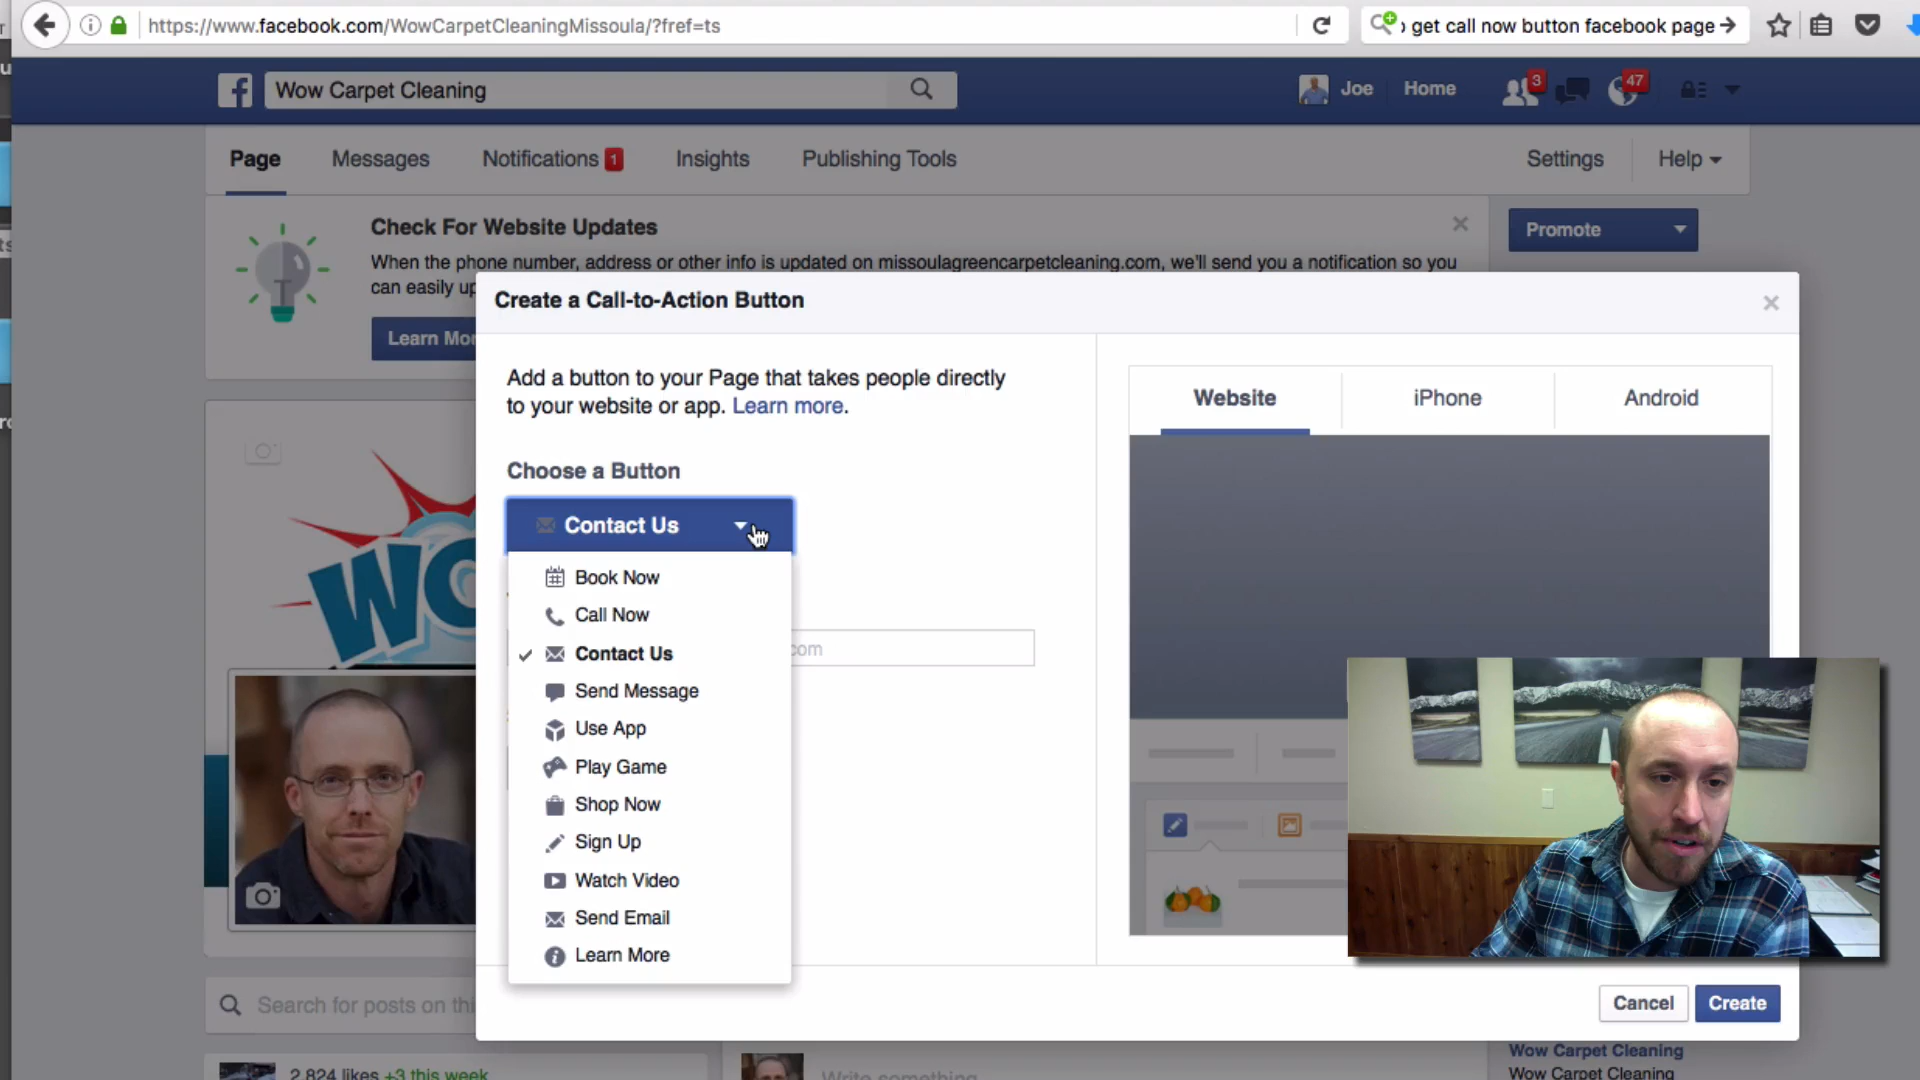 https://www.facebook.com/WowCarpetCleaningMissoula/?fref=ts
get call now button facebook page
Wow Carpet Cleaning
Joe
Home
3
47
Page
Messages
Notifications 1
Insights
Publishing Tools
Settings
Help
Check For Website Updates
When the phone number, address or other info is updated on missoulagreencarpetcleaning.com, we'll send you a notification so you
can easily up
Learn Mor
Promote
Create a Call-to-Action Button
Add a button to your Page that takes people directly
to your website or app. Learn more.
Website
iPhone
Android
Choose a Button
Contact Us
Book Now
Call Now
Contact Us
com
Send Message
Use App
Play Game
Shop Now
Sign Up
Watch Video
Send Email
Learn More
WO
Search for posts on thi
Cancel
Create
2,824 likes +3 this week
Write something
Wow Carpet Cleaning
Wow Carpet Cleaning